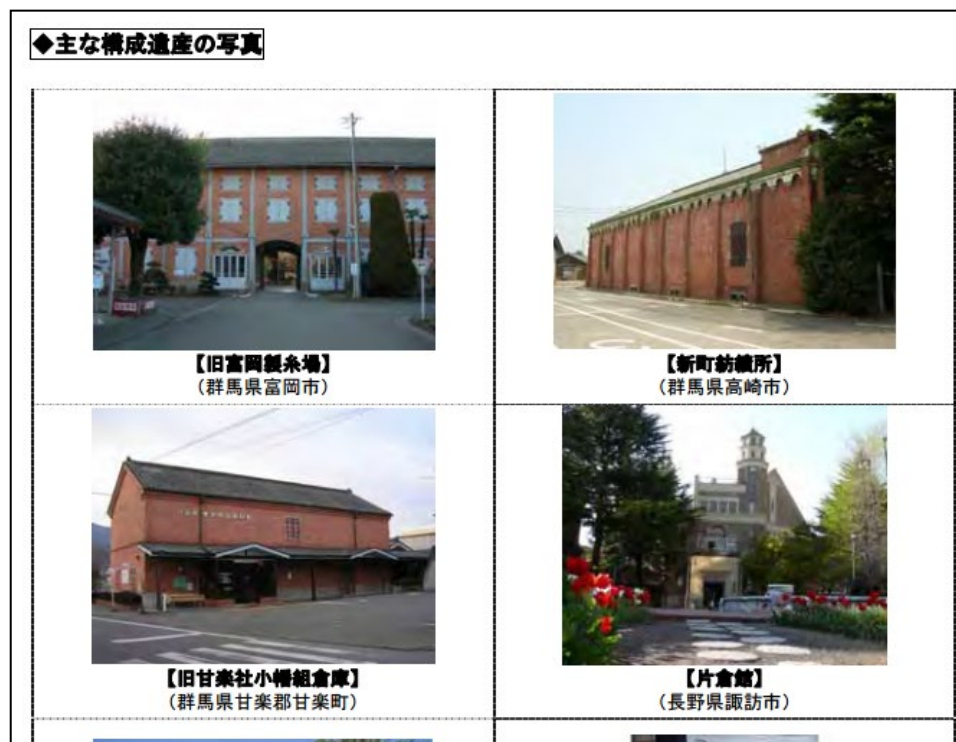 ◆主な構成遺産の写真
【旧富岡製糸場】
（群馬県富岡市）
【新町紡績所】
（群馬県高崎市）
【旧甘楽社小幡組倉庫】
（群馬県甘楽郡甘楽町）
【片倉館】
（長野県諏訪市）